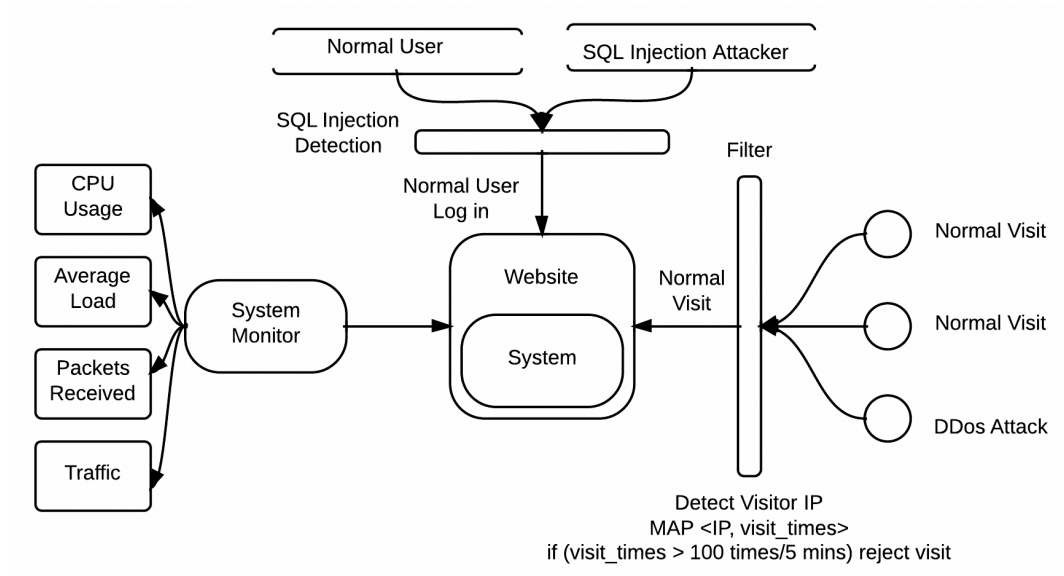 Normal User
SQL Injection Attacker
SQL Injection
Detection
Filter
CPU
Usage
Normal User
Log in
Normal Visit
Average
Load
Website
Normal
Visit
System
Monitor
Normal Visit
System
Packets
Received
DDos Attack
Traffic
Detect Visitor IP
MAP <IP, visit_times>
if (visit_times > 100 times/5 mins) reject visit